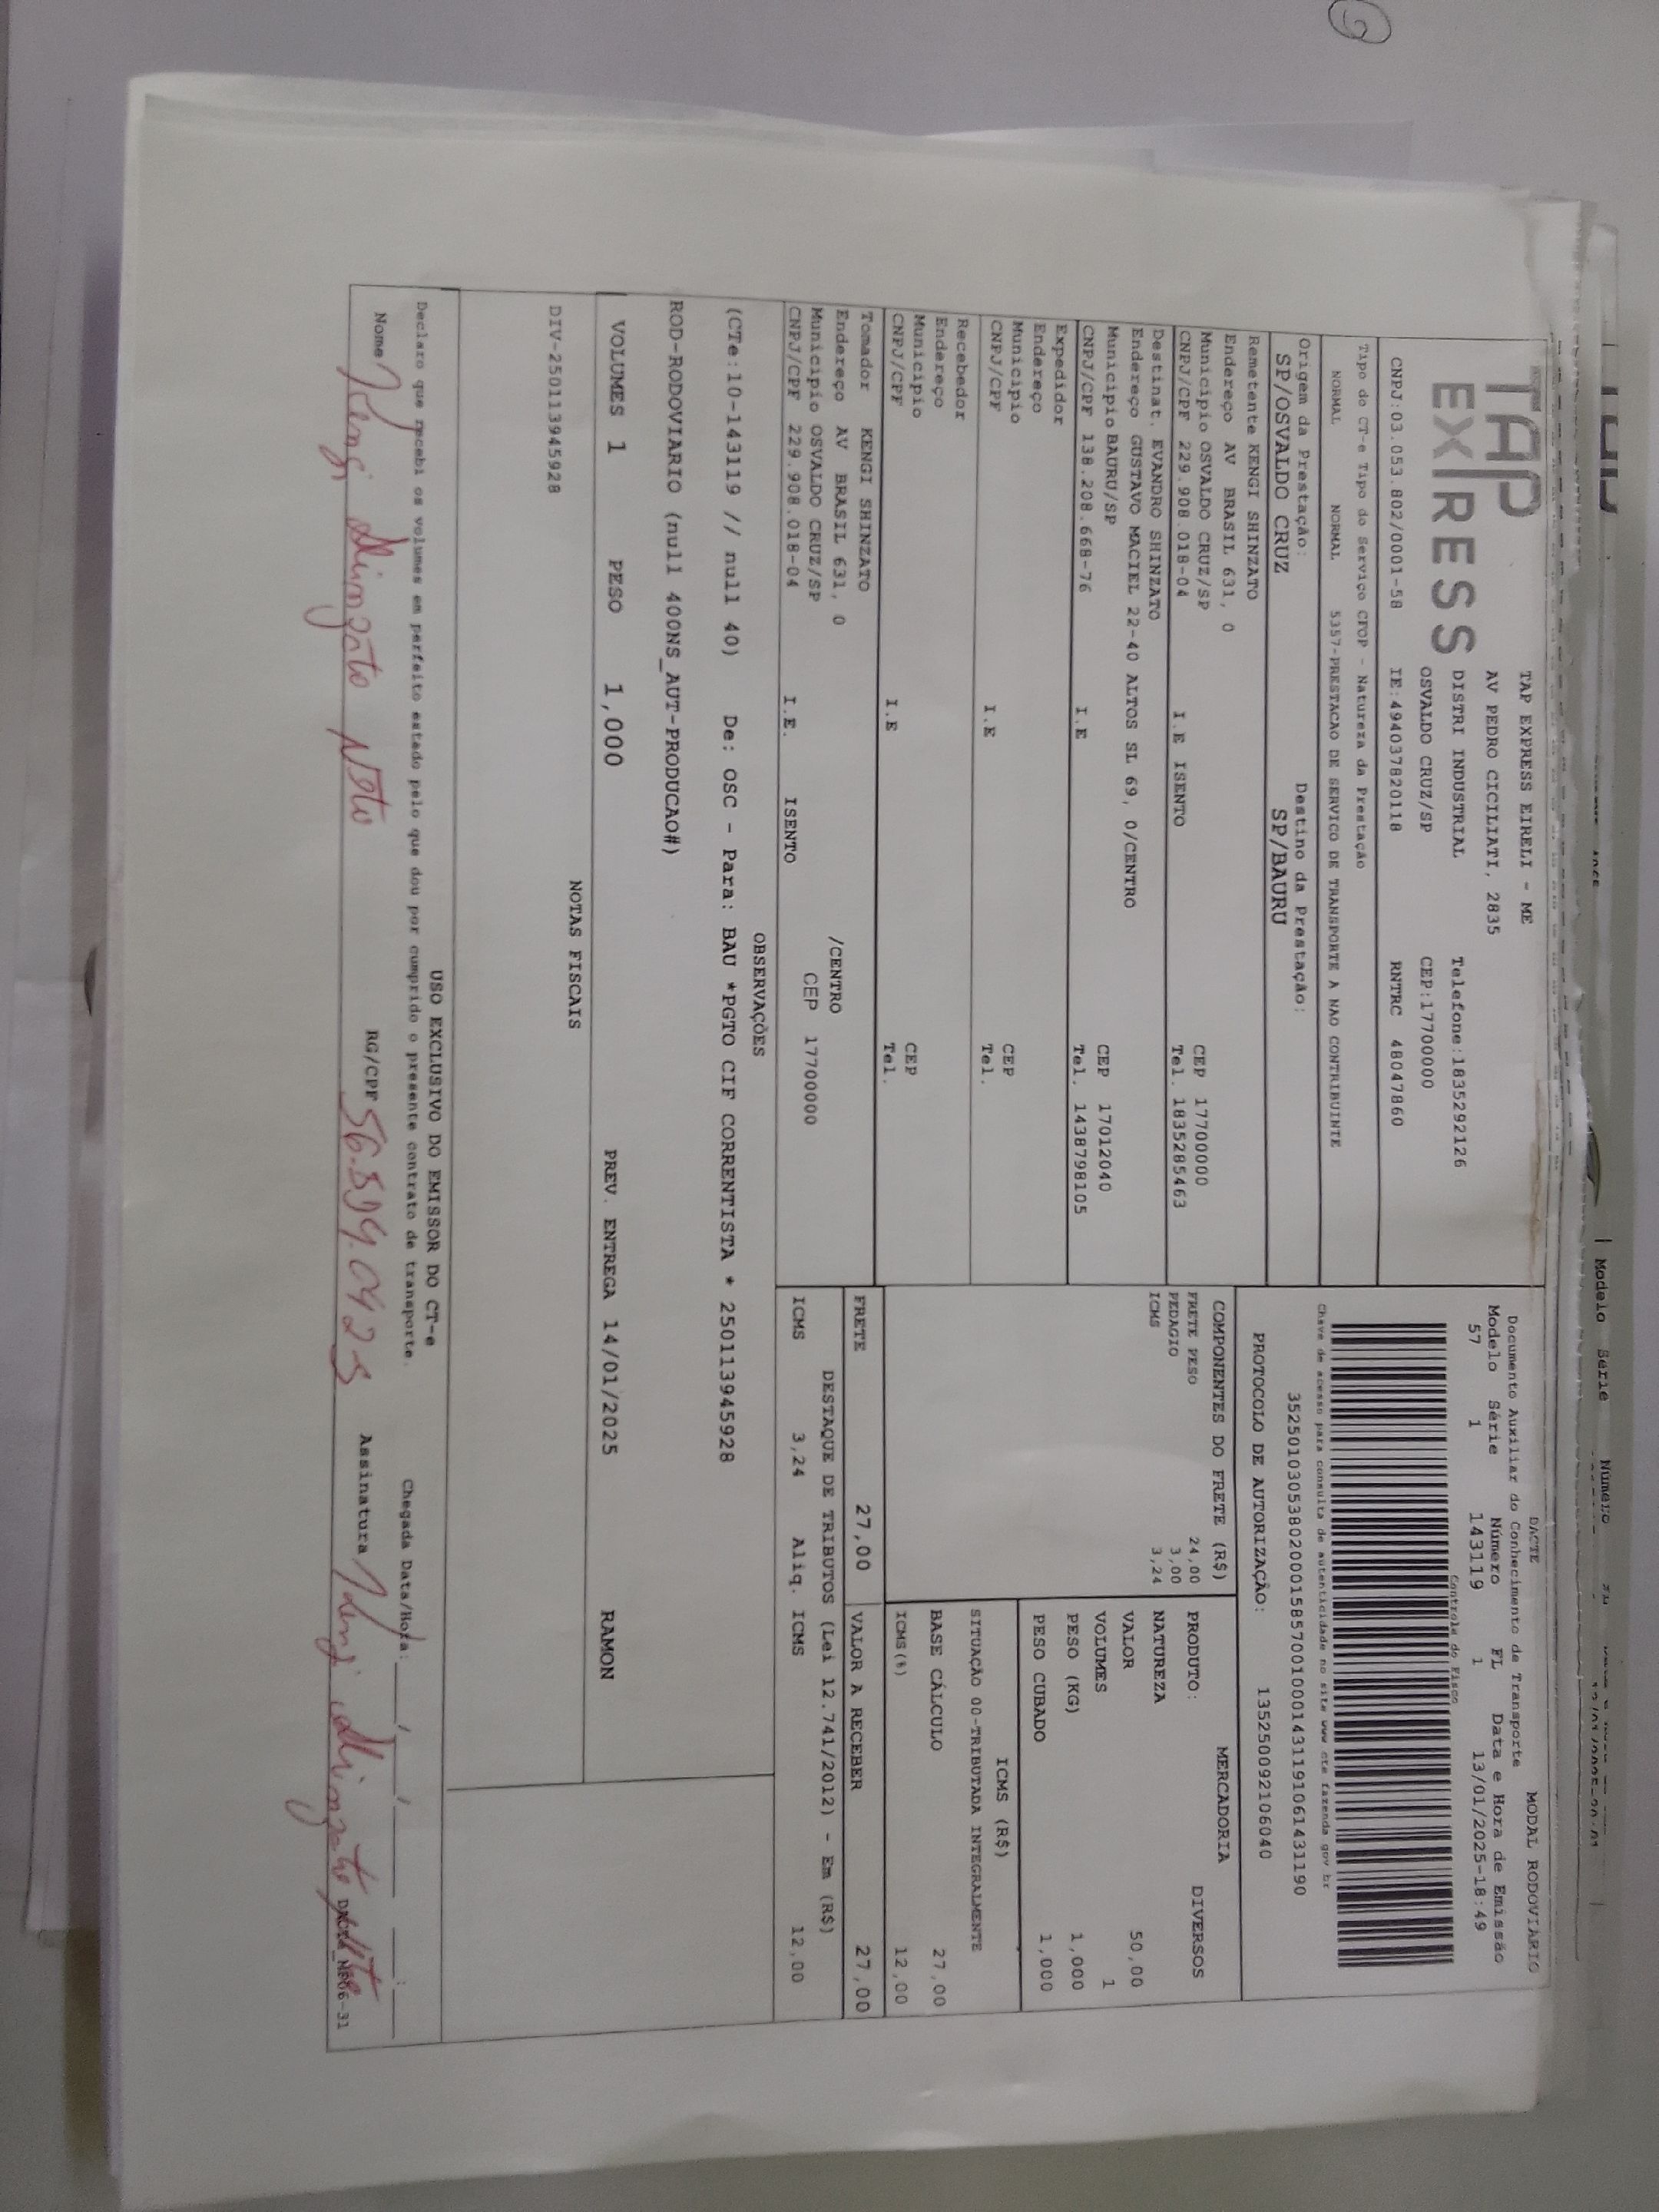 TAP
EXPRESS
TAP EXPRESS EIRELI - ME
AV PEDRO CICILIATI, 2835
DISTRI INDUSTRIAL Telefone:1835292126
OSVALDO CRUZ/SP CEP:17700000
CNPJ:03.053.802/0001-58 IE:494037820118 RNTRC 48047860
DACTE MODAL RODOVIARIO
Documento Auxiliar do Conhecimento de Transporte
Modelo Série Número FL Data e Hora de Emissão
57 1 143119 1 13/01/2025-18:49
Controle do Fisco
Chave de acesso para consulta de autenticidade no site www cte fazenda gov br
35250103053802000158570010001431191061431190
PROTOCOLO DE AUTORIZAÇÃO: 135250092106040
Tipo do CT-e Tipo do Serviço CFOP - Natureza da Prestação
NORMAL NORMAL 5357-PRESTACAO DE SERVICO DE TRANSPORTE A NAO CONTRIBUINTE
Origem da Prestação: Destino da Prestação:
SP/OSVALDO CRUZ SP/BAURU
Remetente KENGI SHINZATO
Endereço AV BRASIL 631, 0
Municipio OSVALDO CRUZ/SP CEP 17700000
CNPJ/CPF 229.908.018-04 I.E ISENTO Tel. 1835285463
Destinat. EVANDRO SHINZATO
Endereço GUSTAVO MACIEL 22-40 ALTOS SL 69, 0/CENTRO
Municipio BAURU/SP CEP 17012040
CNPJ/CPF 138.208.668-76 I.E Tel. 1438798105
Expedidor
Endereço
Municipio CEP
CNPJ/CPF I.E Tel.
Recebedor
Endereço
Municipio CEP
CNPJ/CPF I.E Tel.
Tomador KENGI SHINZATO
Endereço AV BRASIL 631, 0 /CENTRO
Municipio OSVALDO CRUZ/SP CEP 17700000
CNPJ/CPF 229.908.018-04 I.E. ISENTO
COMPONENTES DO FRETE (R$)
FRETE PESO 24,00
PEDAGIO 3,00
ICMS 3,24
MERCADORIA
PRODUTO: DIVERSOS
NATUREZA
VALOR 50,00
VOLUMES 1
PESO (KG) 1,000
PESO CUBADO 1,000
ICMS (R$)
SITUAÇÃO 00-TRIBUTADA INTEGRALMENTE
BASE CÁLCULO 27,00
ICMS(%) 12,00
FRETE 27,00 VALOR A RECEBER 27,00
DESTAQUE DE TRIBUTOS (Lei 12.741/2012) - Em (R$)
ICMS 3,24 Aliq. ICMS 12,00
OBSERVAÇÕES
(CTe:10-143119 // null 40) De: OSC - Para: BAU *PGTO CIF CORRENTISTA * 250113945928
ROD-RODOVIARIO (null 400NS_AUT-PRODUCAO#)
VOLUMES 1 PESO 1,000 PREV. ENTREGA 14/01/2025 RAMON
NOTAS FISCAIS
DIV-250113945928
USO EXCLUSIVO DO EMISSOR DO CT-e
Declaro que recebi os volumes em perfeito estado pelo que dou por cumprido o presente contrato de transporte. Chegada Data/Hora:
Nome Kengi Shinzato Neto RG/CPF Assinatura Kengi Shinzato
Modelo Série Número